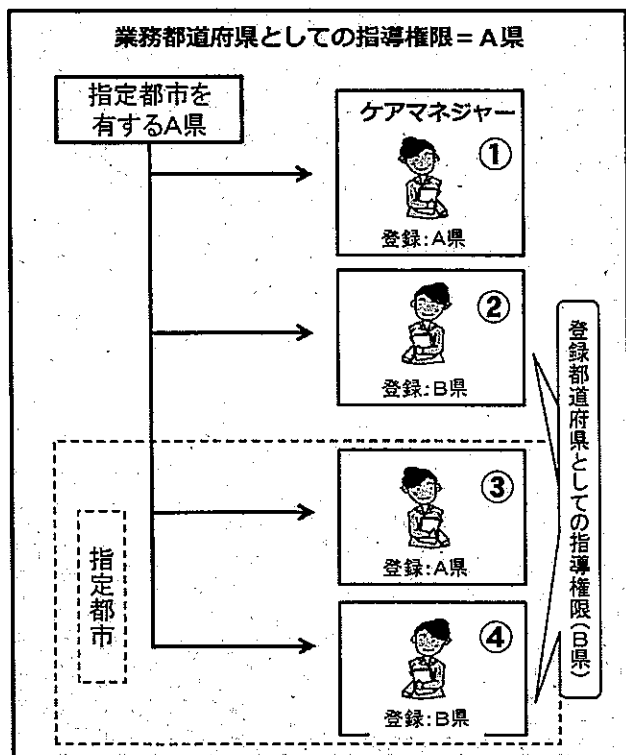 業務都道府県としての指導権限=A県
指定都市を
有するA県
ケアマネジャー
①
登録:A県
②
登録:B県
③
登録:A県
④
登録:B県
指定都市
登録都道府県としての指導権限(B県)